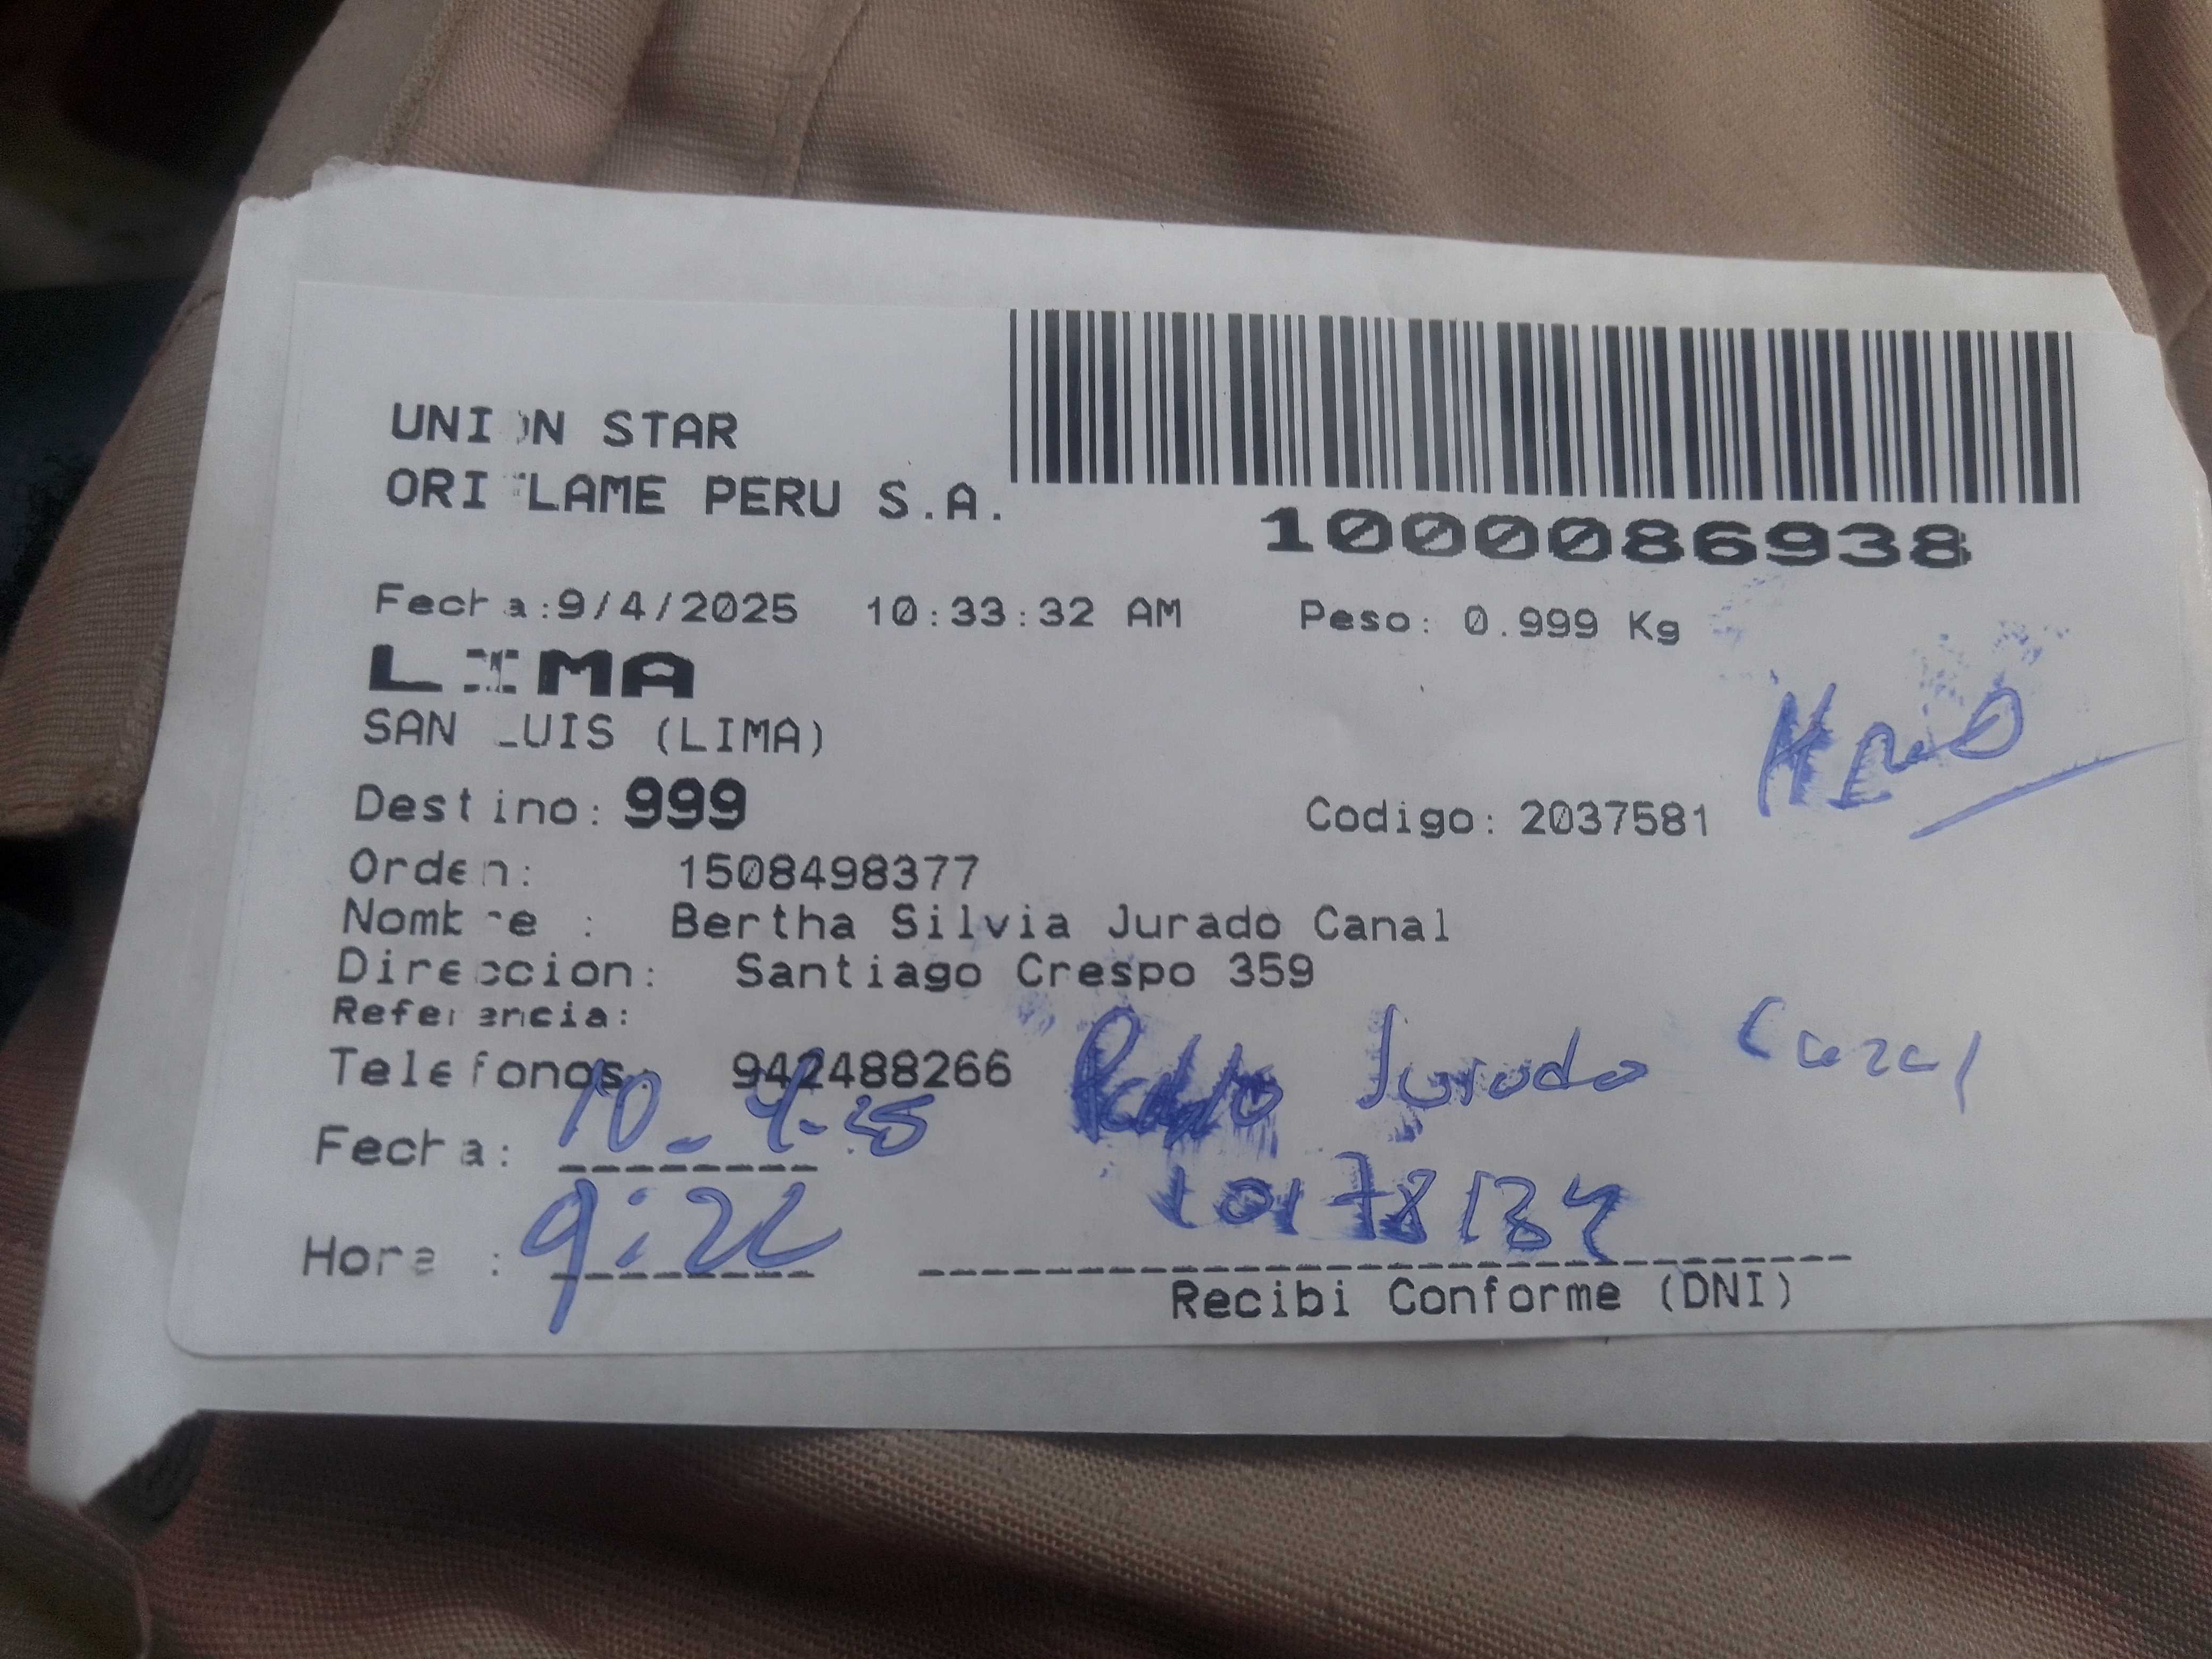 UNION STAR
ORIFLAME PERU S.A.
1000086938
Fecha:9/4/2025 10:33:32 AM Peso: 0.999 Kg
LIMA
SAN LUIS (LIMA)
Destino: 999 Codigo: 2037581
Orden: 1508498377
Nombre : Bertha Silvia Jurado Canal
Direccion: Santiago Crespo 359
Referencia:
Telefonos: 942488266
Jurado
Fecha: 10-4-25
10178134
Hora : 9:22
Recibi Conforme (DNI)